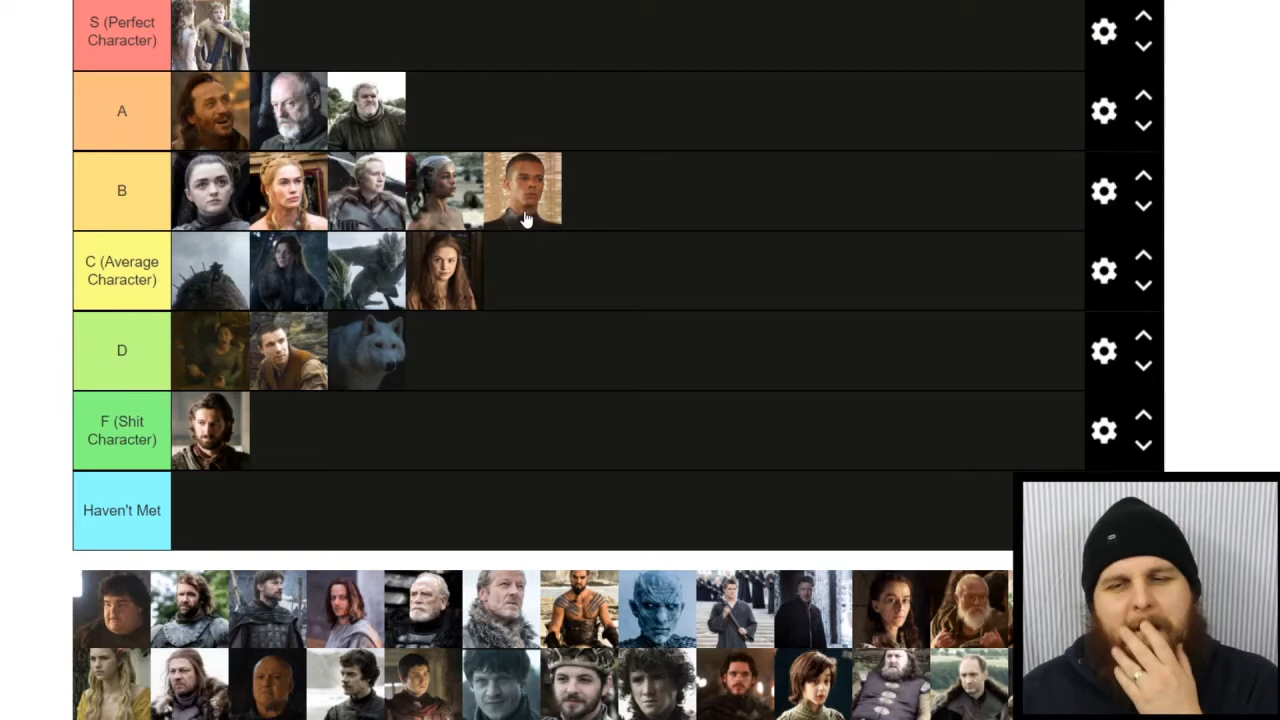 S (Perfect
Character)
A
B
C (Average
Character)
D
F (Shit
Character)
Haven't Met